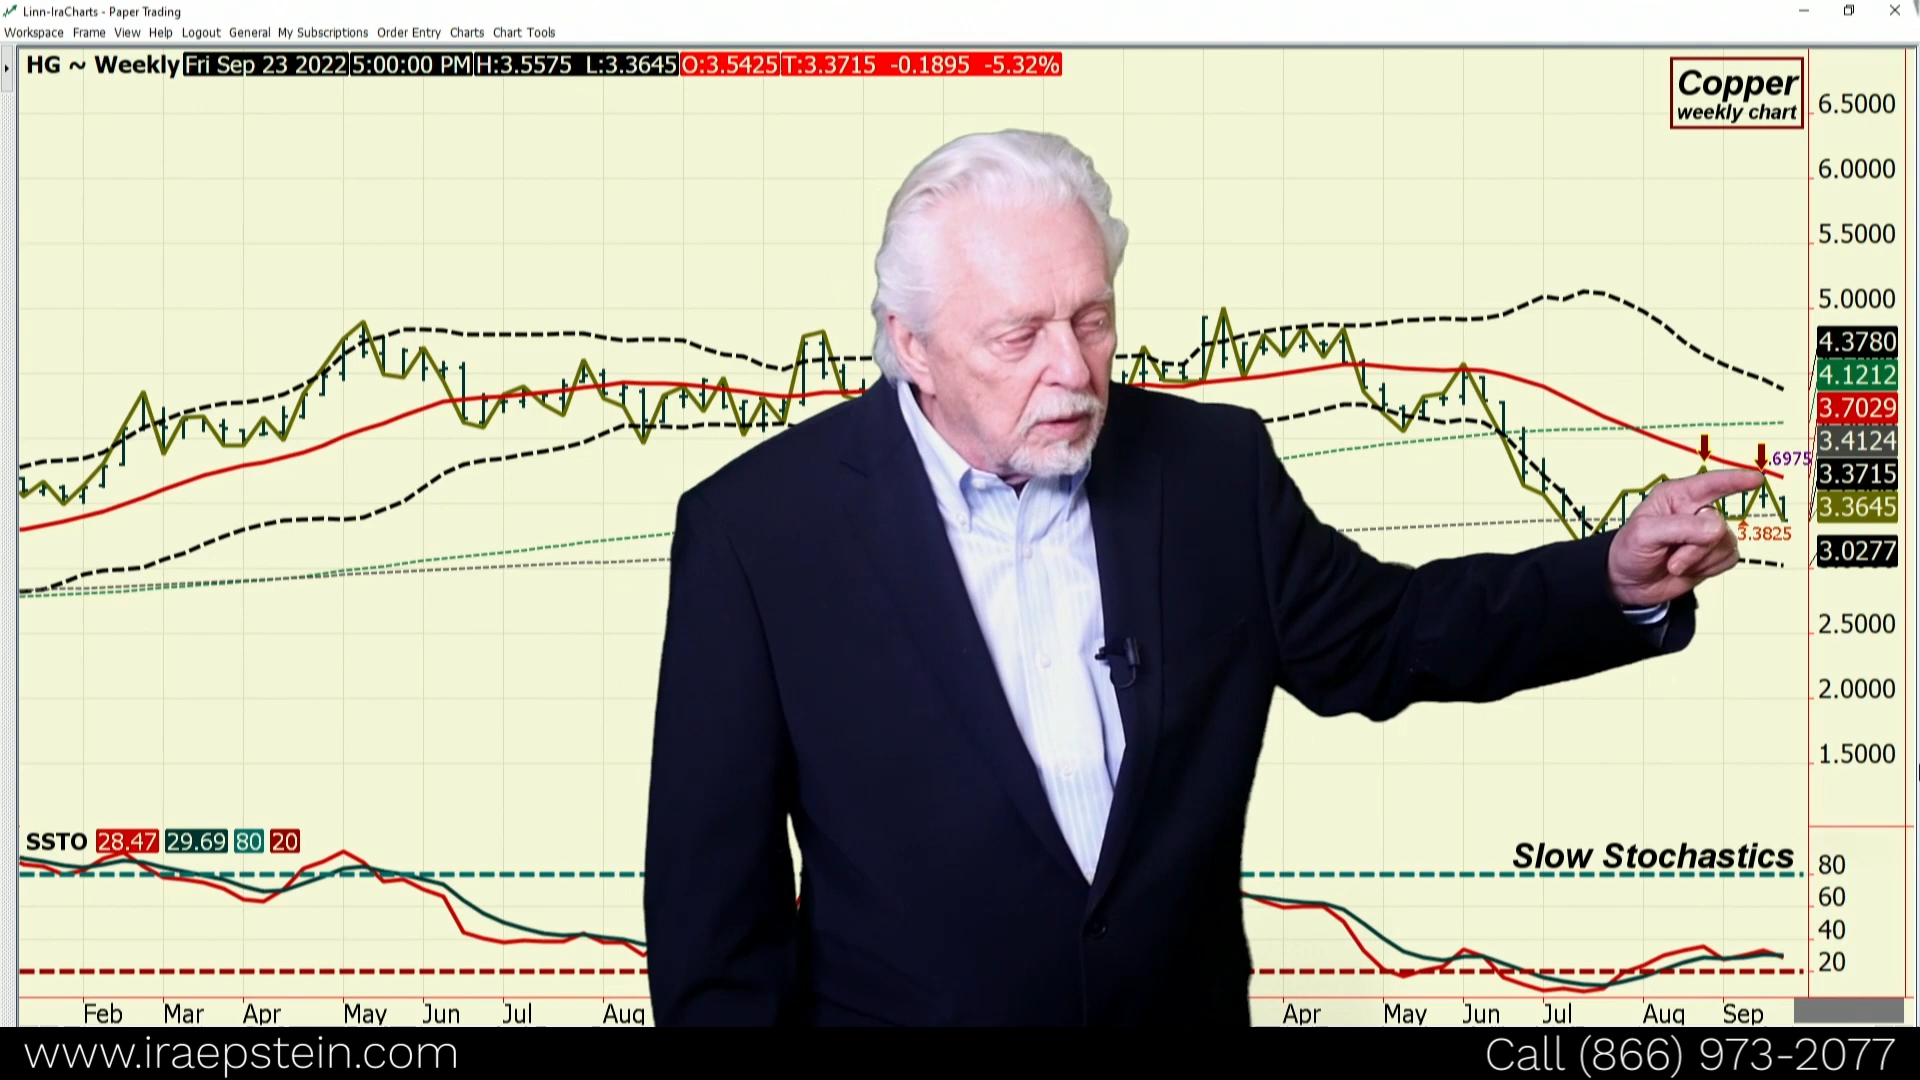 Linn-IraCharts - Paper Trading
Workspace Frame View Help Logout General My Subscriptions Order Entry Charts Chart Tools
HG ~ Weekly Fri Sep 23 2022 5:00:00 PM H:3.5575 L:3.3645 O:3.5425 T:3.3715 -0.1895 -5.32%
Copper
weekly chart
6.5000
6.0000
5.5000
5.0000
4.3780
4.1212
3.7029
3.4124
.6975
3.3715
3.3645
3.3825
3.0277
2.5000
2.0000
1.5000
SSTO 28.47 29.69 80 20
Slow Stochastics
80
60
40
20
Feb Mar Apr May Jun Jul Aug Apr May Jun Jul Aug Sep
www.iraepstein.com
Call (866) 973-2077